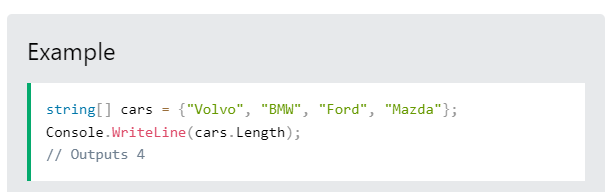 Example
string[] cars = {"Volvo", "BMW", "Ford", "Mazda"};
Console.WriteLine(cars.Length);
// Outputs 4